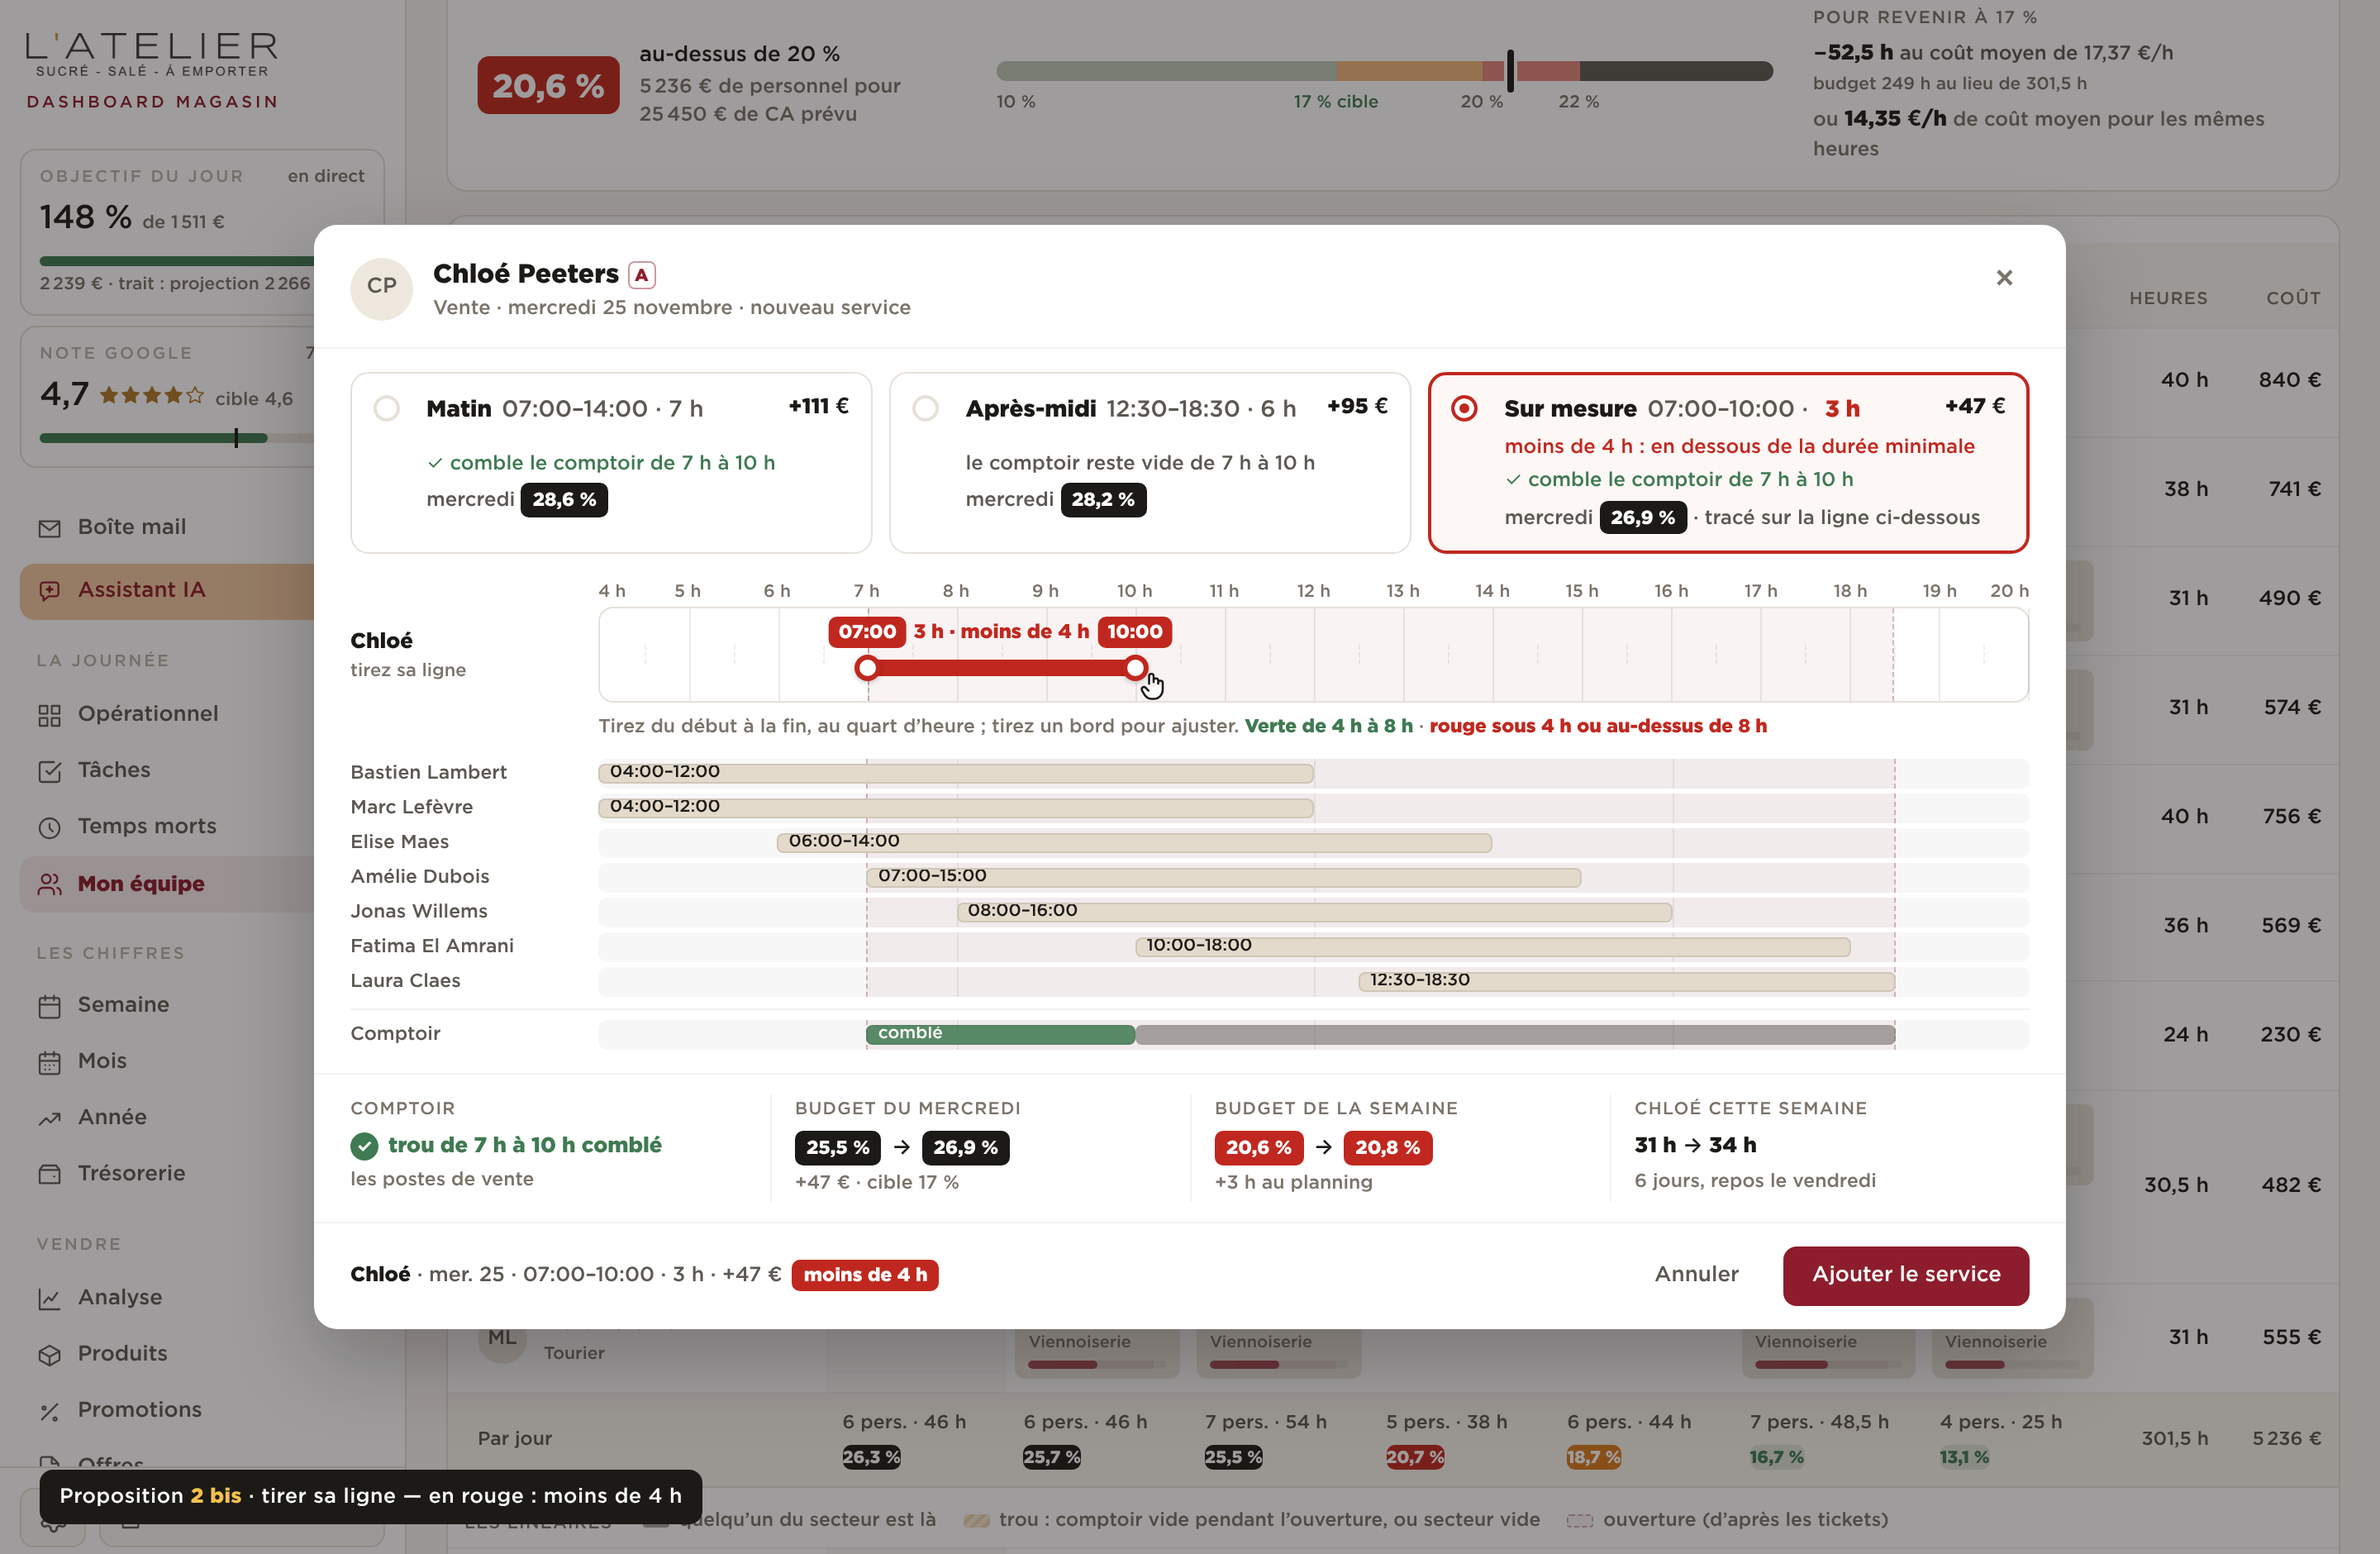 L'ATELIER
SUCRÉ - SALÉ - Á EMPORTER
DASHBOARD MAGASIN
OBJECTIF DU JOUR en direct
148 % de 1 511 €
2 239 € · trait : projection 2 266
NOTE GOOGLE 7
4,7 cible 4,6
Boîte mail
Assistant IA
LA JOURNÉE
Opérationnel
Tâches
Temps morts
Mon équipe
LES CHIFFRES
Semaine
Mois
Année
Trésorerie
VENDRE
Analyse
Produits
Promotions
Offres
20,6 %
au-dessus de 20 %
5 236 € de personnel pour
25 450 € de CA prévu
10 % 17 % cible 20 % 22 %
POUR REVENIR À 17 %
−52,5 h au coût moyen de 17,37 €/h
budget 249 h au lieu de 301,5 h
ou 14,35 €/h de coût moyen pour les mêmes
heures
HEURES COÛT
40 h 840 €
38 h 741 €
31 h 490 €
31 h 574 €
40 h 756 €
36 h 569 €
24 h 230 €
30,5 h 482 €
31 h 555 €
CP
Chloé Peeters A
Vente · mercredi 25 novembre · nouveau service
×
Matin 07:00–14:00 · 7 h +111 €
✓ comble le comptoir de 7 h à 10 h
mercredi 28,6 %
Après-midi 12:30–18:30 · 6 h +95 €
le comptoir reste vide de 7 h à 10 h
mercredi 28,2 %
Sur mesure 07:00–10:00 · 3 h +47 €
moins de 4 h : en dessous de la durée minimale
✓ comble le comptoir de 7 h à 10 h
mercredi 26,9 % · tracé sur la ligne ci-dessous
4 h 5 h 6 h 7 h 8 h 9 h 10 h 11 h 12 h 13 h 14 h 15 h 16 h 17 h 18 h 19 h 20 h
Chloé
tirez sa ligne
07:00 3 h · moins de 4 h 10:00
Tirez du début à la fin, au quart d’heure ; tirez un bord pour ajuster. Verte de 4 h à 8 h · rouge sous 4 h ou au-dessus de 8 h
Bastien Lambert 04:00–12:00
Marc Lefèvre 04:00–12:00
Elise Maes 06:00–14:00
Amélie Dubois 07:00–15:00
Jonas Willems 08:00–16:00
Fatima El Amrani 10:00–18:00
Laura Claes 12:30–18:30
Comptoir comblé
COMPTOIR
trou de 7 h à 10 h comblé
les postes de vente
BUDGET DU MERCREDI
25,5 % → 26,9 %
+47 € · cible 17 %
BUDGET DE LA SEMAINE
20,6 % → 20,8 %
+3 h au planning
CHLOÉ CETTE SEMAINE
31 h → 34 h
6 jours, repos le vendredi
Chloé · mer. 25 · 07:00–10:00 · 3 h · +47 € moins de 4 h
Annuler
Ajouter le service
ML
Tourier
Viennoiserie Viennoiserie Viennoiserie Viennoiserie
Par jour
6 pers. · 46 h 6 pers. · 46 h 7 pers. · 54 h 5 pers. · 38 h 6 pers. · 44 h 7 pers. · 48,5 h 4 pers. · 25 h 301,5 h 5 236 €
26,3 % 25,7 % 25,5 % 20,7 % 18,7 % 16,7 % 13,1 %
Proposition 2 bis · tirer sa ligne — en rouge : moins de 4 h
LES LINÉAIRES quelqu’un du secteur est là trou : comptoir vide pendant l’ouverture, ou secteur vide ouverture (d’après les tickets)